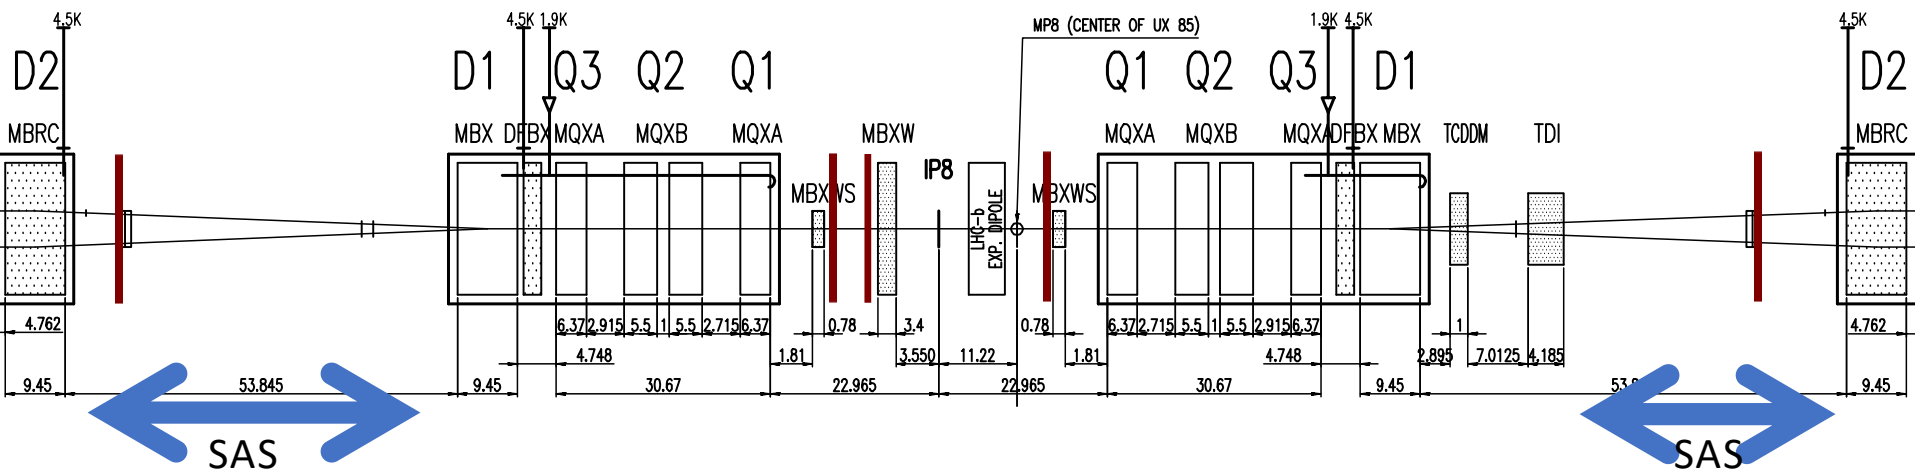 4.5K 4.5K 1.9K MP8 (CENTER OF UX 85) 1.9K 4.5K 4.5K
D2 D1 Q3 Q2 Q1 Q1 Q2 Q3 D1 D2
MBRC MBX DFBX MQXA MQXB MQXA MBXW MQXA MQXB MQXA DFBX MBX TCDDM TDI MBRC
IP8
MBXWS MBXWS
LHC-b
EXP. DIPOLE
4.762 6.37 2.915 5.5 1 5.5 2.715 6.37 0.78 3.4 0.78 6.37 2.715 5.5 1 5.5 2.915 6.37 1 4.762
4.748 1.81 3.550 11.22 1.81 4.748 2.895 7.0125 4.185
9.45 53.845 9.45 30.67 22.965 22.965 30.67 9.45 9.45
SAS SAS